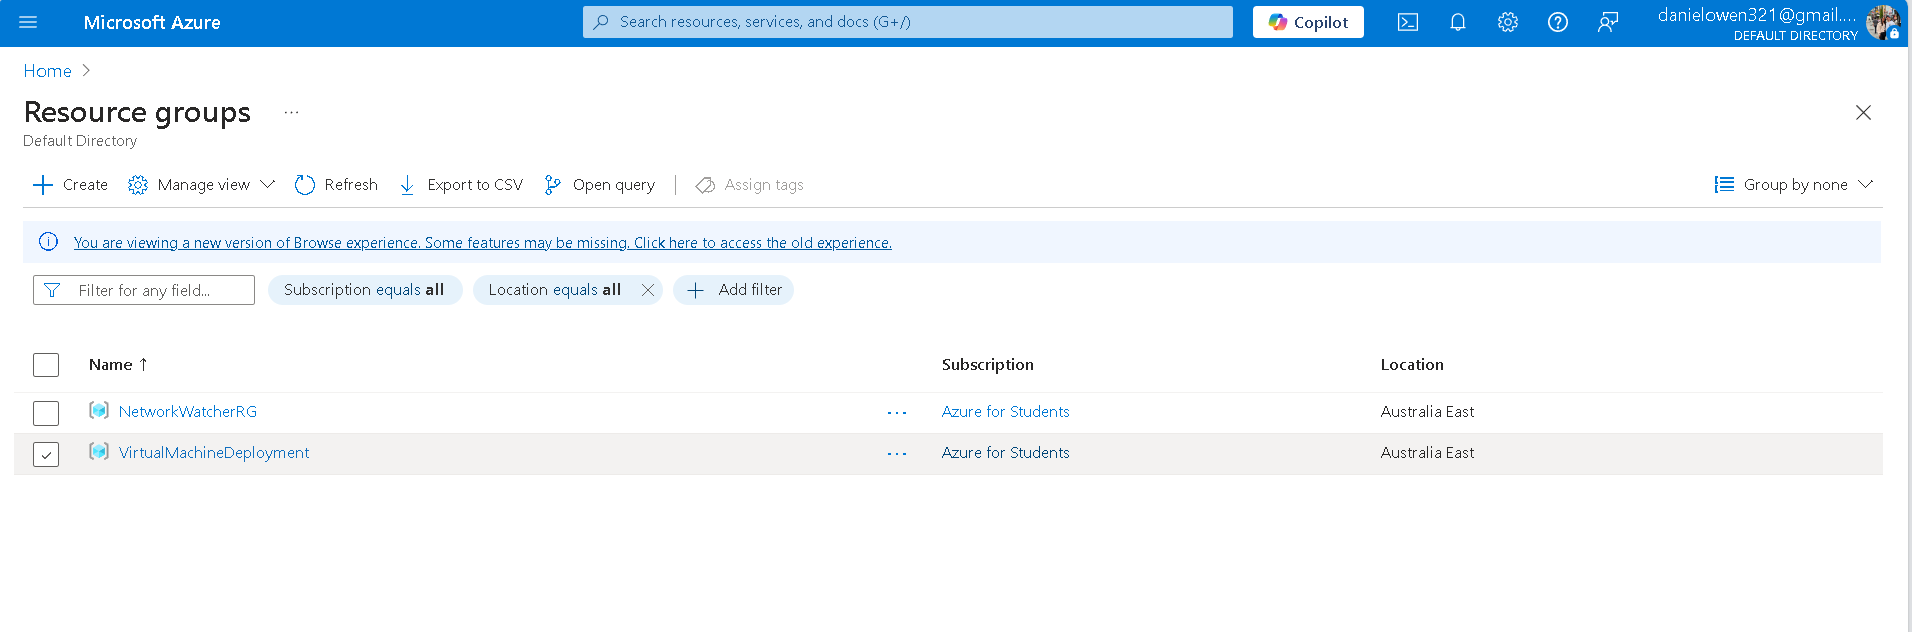 Microsoft Azure
Search resources, services, and docs (G+/)
Copilot
danielowen321@gmail....
DEFAULT DIRECTORY
Home
Resource groups ...
Default Directory
Create Manage view Refresh Export to CSV Open query Assign tags Group by none
You are viewing a new version of Browse experience. Some features may be missing. Click here to access the old experience.
Filter for any field... Subscription equals all Location equals all Add filter
Name ↑ Subscription Location
NetworkWatcherRG ... Azure for Students Australia East
VirtualMachineDeployment ... Azure for Students Australia East